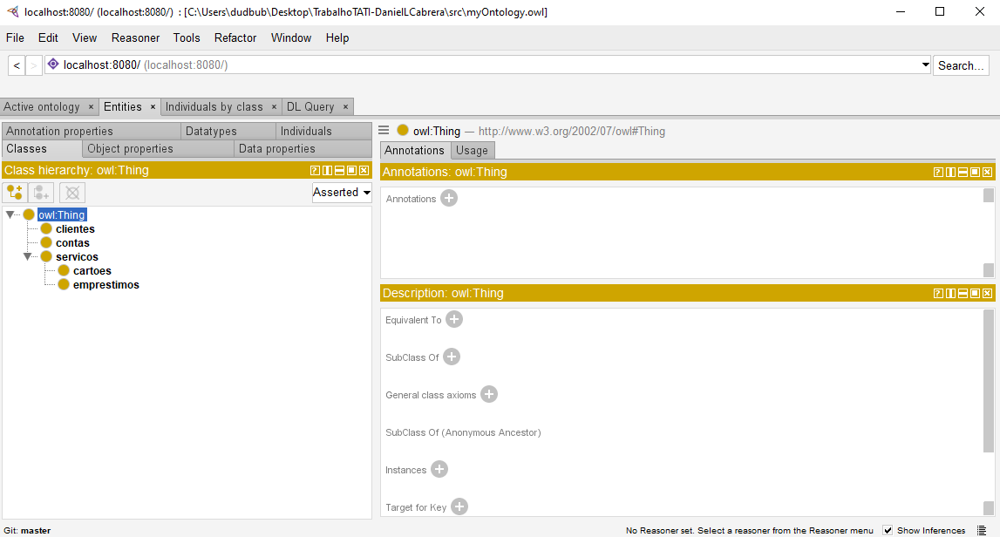 localhost:8080/ (localhost:8080/) : [C:\Users\dudbub\Desktop\TrabalhoTATI-DanielLCabrera\src\myOntology.owl]
File Edit View Reasoner Tools Refactor Window Help
< > localhost:8080/ (localhost:8080/) Search...
Active ontology × Entities × Individuals by class × DL Query ×
Annotation properties Datatypes Individuals
Classes Object properties Data properties
Class hierarchy: owl:Thing
Asserted
owl:Thing
clientes
contas
servicos
cartoes
emprestimos
owl:Thing — http://www.w3.org/2002/07/owl#Thing
Annotations Usage
Annotations: owl:Thing
Annotations
Description: owl:Thing
Equivalent To
SubClass Of
General class axioms
SubClass Of (Anonymous Ancestor)
Instances
Target for Key
Git: master
No Reasoner set. Select a reasoner from the Reasoner menu Show Inferences